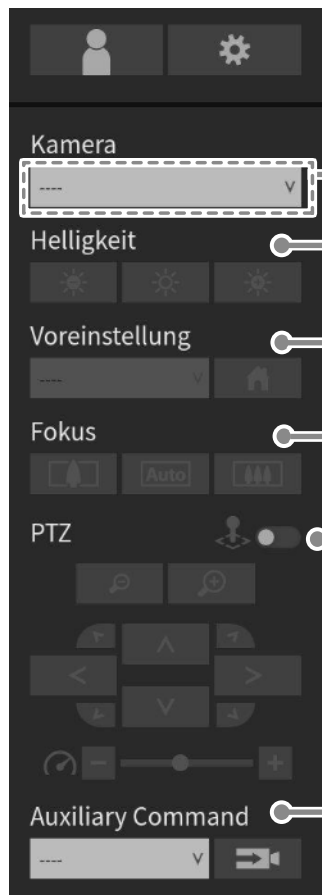 Kamera
----
Helligkeit
Voreinstellung
----
Fokus
Auto
PTZ
Auxiliary Command
----